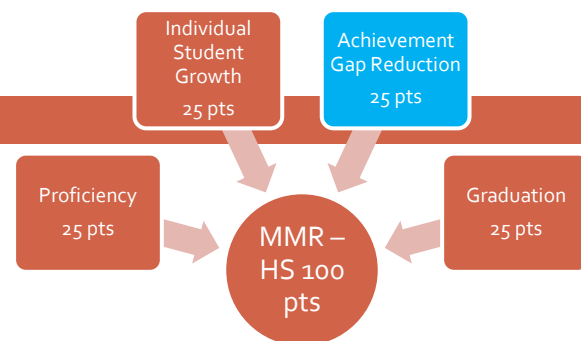 Individual
Student
Growth
25 pts
Achievement
Gap Reduction
25 pts
Proficiency
25 pts
Graduation
25 pts
MMR –
HS 100
pts